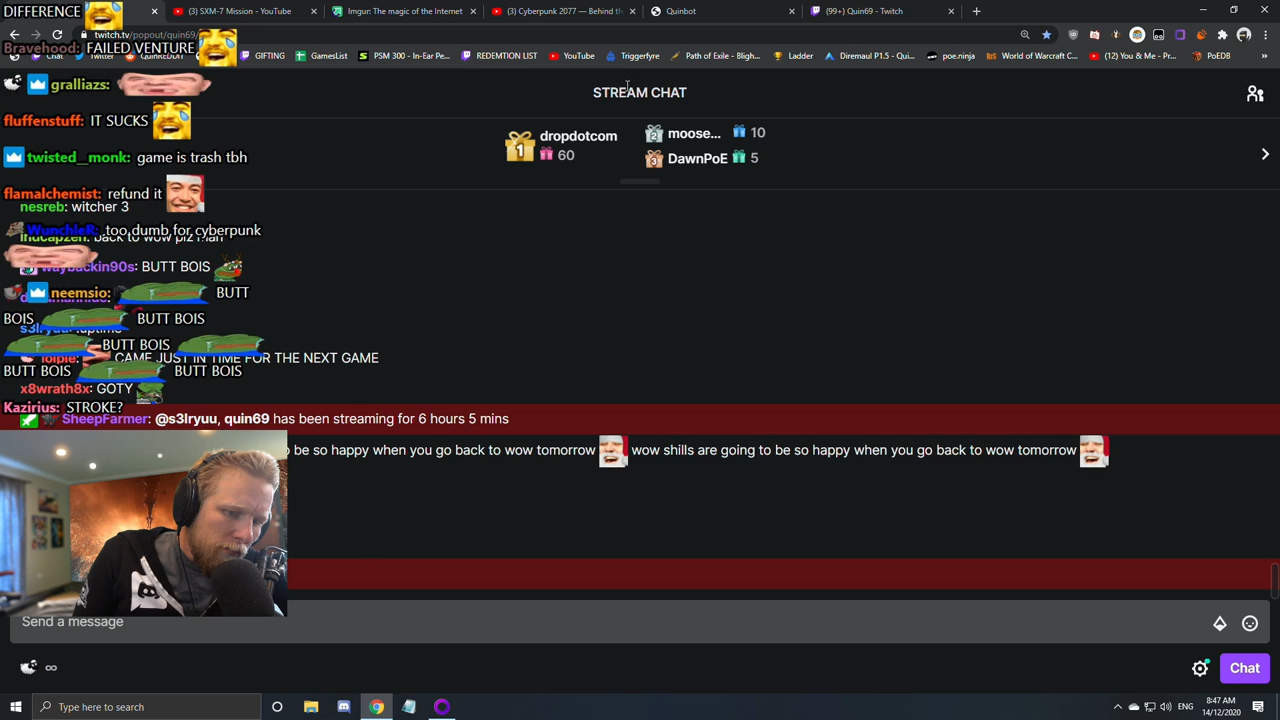 DIFFERENCE
(3) SXM-7 Mission - YouTube
Imgur: The magic of the Internet
(3) Cyberpunk 2077 — Behind th
Quinbot
(99+) Quin69 - Twitch
twitch.tv/popout/quin69/
Bravehood: FAILED VENTURE
Chat
Twitch
QuinReddit
GIFTING
GamesList
PSM 300 - In-Ear Pe...
REDEMTION LIST
YouTube
Triggerfyre
Path of Exile - Bligh...
Ladder
Diremaul P1.5 - Qui...
poe.ninja
World of Warcraft C...
(12) You & Me - (P...
PoEDB
gralliazs:
STREAM CHAT
fluffenstuff: IT SUCKS
1
dropdotcom
60
2
moose...
10
3
DawnPoE
5
twisted__monk: game is trash tbh
flamalchemist: refund it
nesreb: witcher 3
WunchleR: too dumb for cyberpunk
back to wow plz man
waybackin90s: BUTT BOIS
neemsio: BUTT
BOIS BUTT BOIS
s3lryuu: !uptime
BUTT BOIS
CAME JUST IN TIME FOR THE NEXT GAME
BUTT BOIS BUTT BOIS
x8wrath8x: GOTY
Kazirius: STROKE?
SheepFarmer: @s3lryuu, quin69 has been streaming for 6 hours 5 mins
be so happy when you go back to wow tomorrow wow shills are going to be so happy when you go back to wow tomorrow
Send a message
Chat
Type here to search
ENG
8:47 AM
14/12/2020